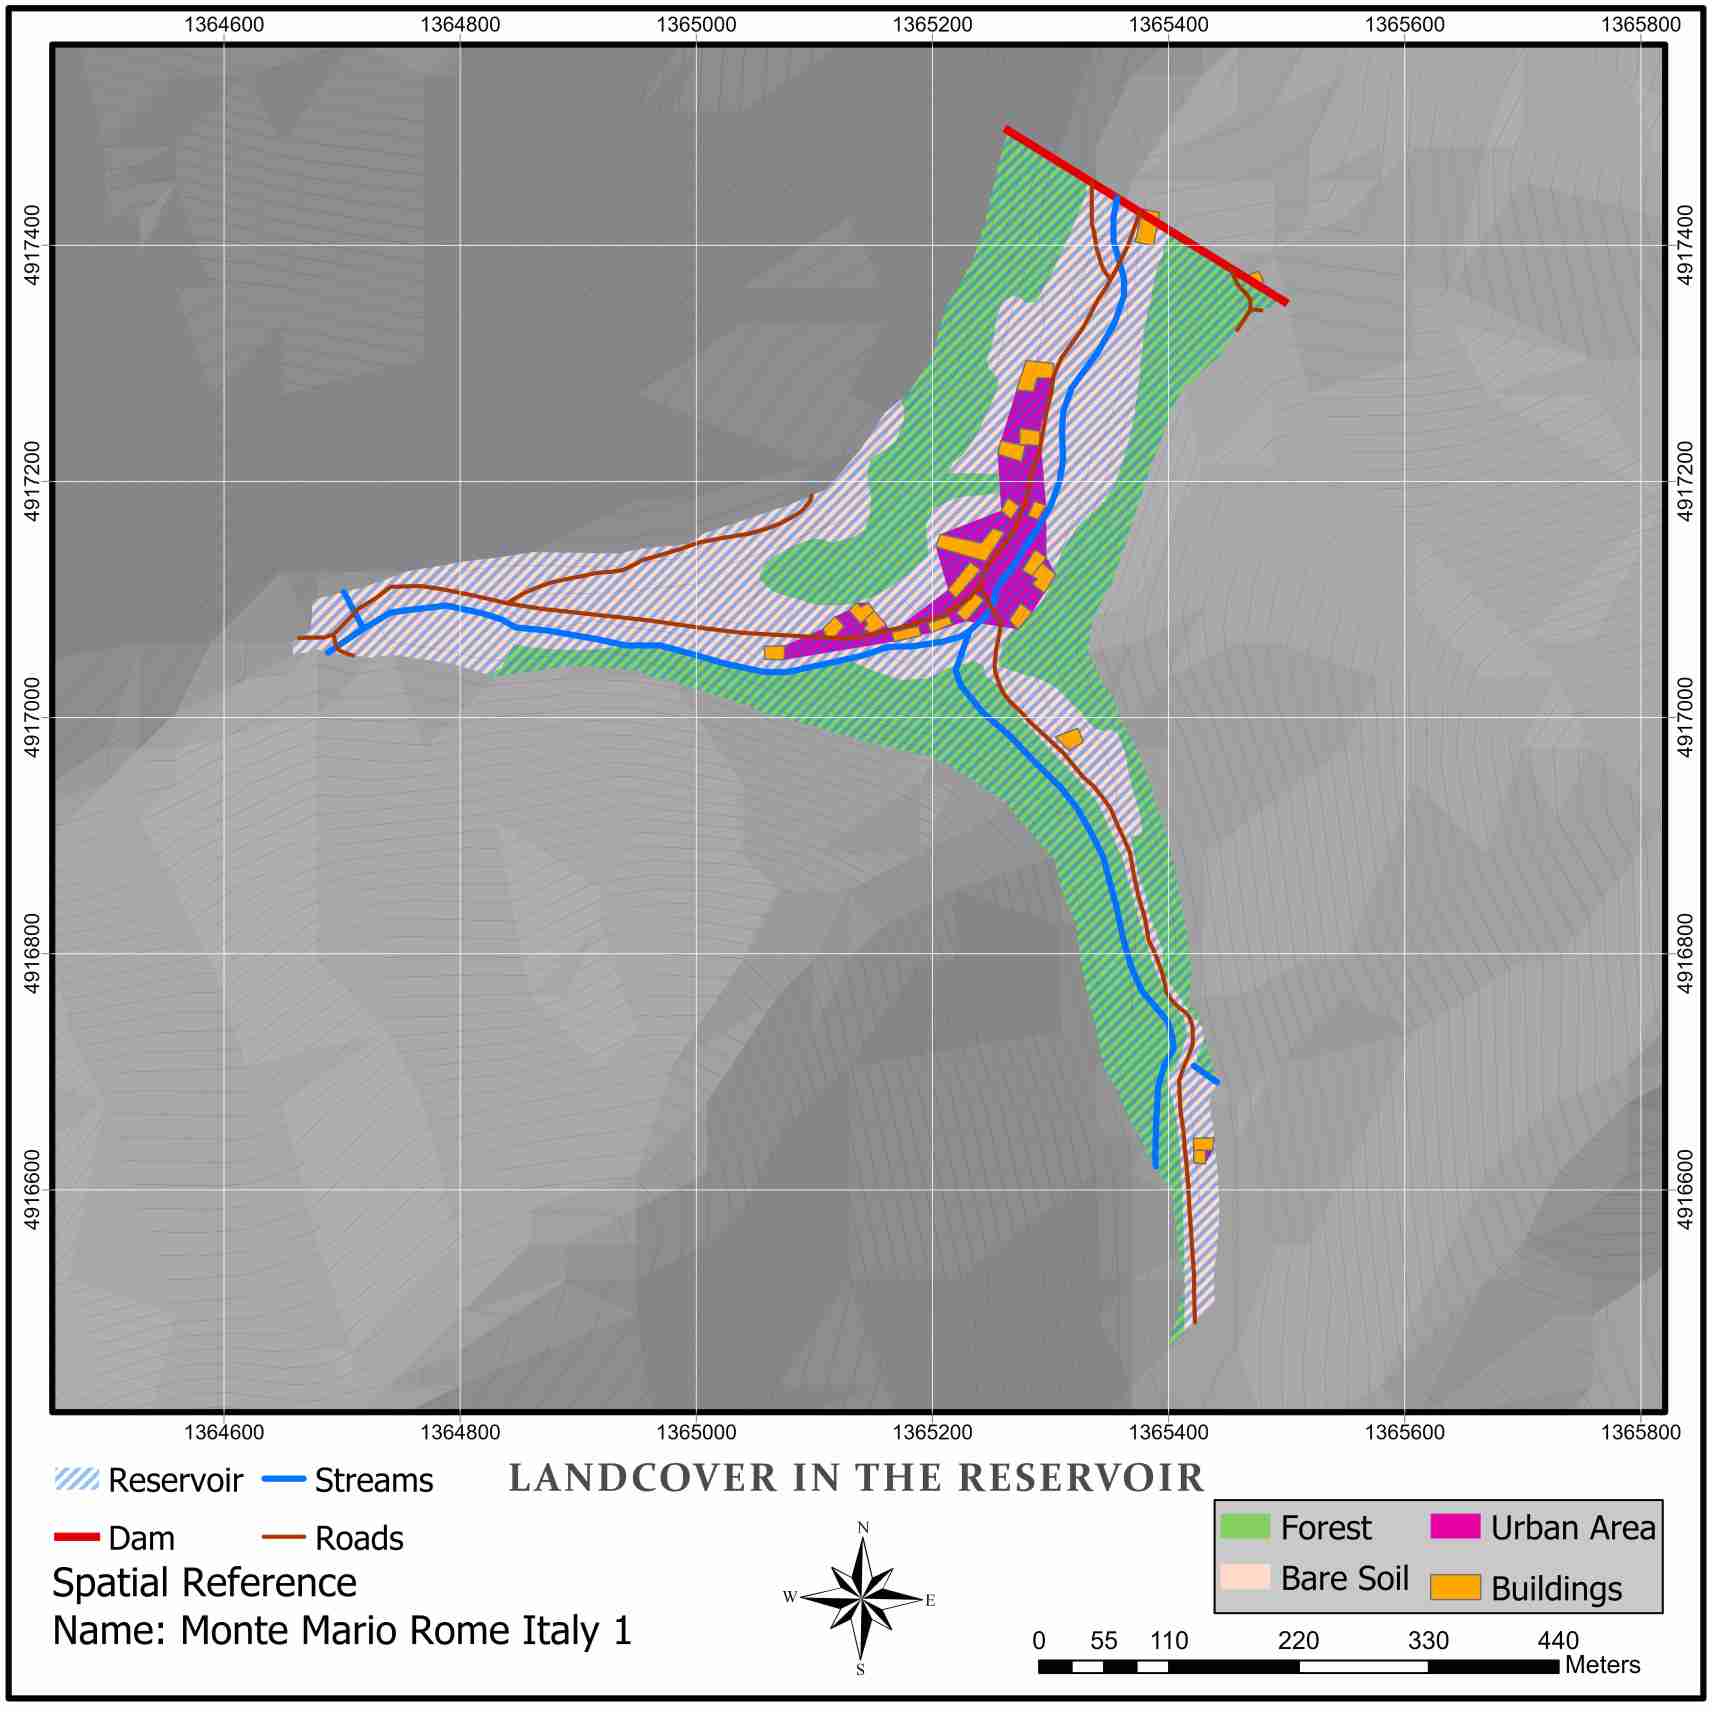 1364600 1364800 1365000 1365200 1365400 1365600 1365800
4917400 4917400
4917200 4917200
4917000 4917000
4916800 4916800
4916600 4916600
1364600 1364800 1365000 1365200 1365400 1365600 1365800
LANDCOVER IN THE RESERVOIR
Reservoir Streams
Dam Roads
Spatial Reference
Name: Monte Mario Rome Italy 1
N
W E
S
Forest Urban Area
Bare Soil Buildings
0 55 110 220 330 440
Meters